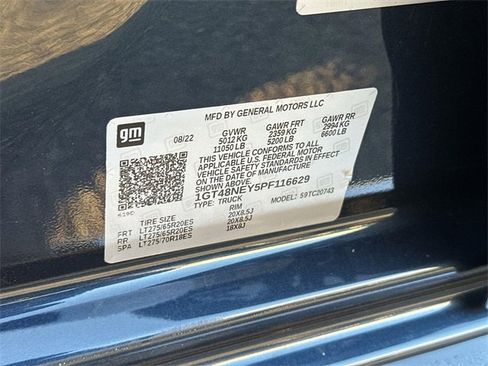 MFD BY GENERAL MOTORS LLC
gm
08/22 GVWR GAWR FRT GAWR RR
5012 KG 2359 KG 2994 KG
11050 LB 5200 LB 6600 LB
THIS VEHICLE CONFORMS TO ALL
APPLICABLE U.S. FEDERAL MOTOR
VEHICLE SAFETY STANDARDS IN EFFECT
ON THE DATE OF MANUFACTURE SHOWN ABOVE
1GT48NEY5PF116629
TYPE: TRUCK MODEL: 59TC20743
619C
TIRE SIZE RIM
FRT LT275/65R20ES 20X8.5J
RR LT275/65R20ES 20X8.5J
SPA LT275/70R18ES 18X8J